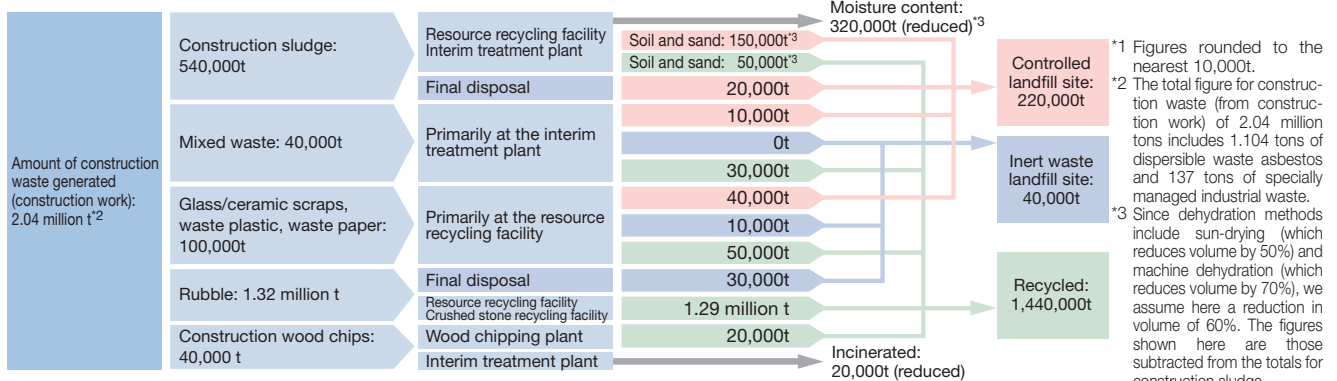 Amount of construction
waste generated
(construction work):
2.04 million t*2
Construction sludge:
540,000t
Mixed waste: 40,000t
Glass/ceramic scraps,
waste plastic, waste paper:
100,000t
Rubble: 1.32 million t
Construction wood chips:
40,000 t
Resource recycling facility
Interim treatment plant
Final disposal
Primarily at the interim
treatment plant
Primarily at the resource
recycling facility
Final disposal
Resource recycling facility
Crushed stone recycling facility
Wood chipping plant
Interim treatment plant
Moisture content:
320,000t (reduced)*3
Soil and sand: 150,000t*3
Soil and sand: 50,000t*3
20,000t
10,000t
0t
30,000t
40,000t
10,000t
50,000t
30,000t
1.29 million t
20,000t
Incinerated:
20,000t (reduced)
Controlled
landfill site:
220,000t
Inert waste
landfill site:
40,000t
Recycled:
1,440,000t
*1 Figures rounded to the
nearest 10,000t.
*2 The total figure for construc-
tion waste (from construc-
tion work) of 2.04 million
tons includes 1.104 tons of
dispersible waste asbestos
and 137 tons of specially
managed industrial waste.
*3 Since dehydration methods
include sun-drying (which
reduces volume by 50%) and
machine dehydration (which
reduces volume by 70%), we
assume here a reduction in
volume of 60%. The figures
shown here are those
subtracted from the totals for
construction sludge.